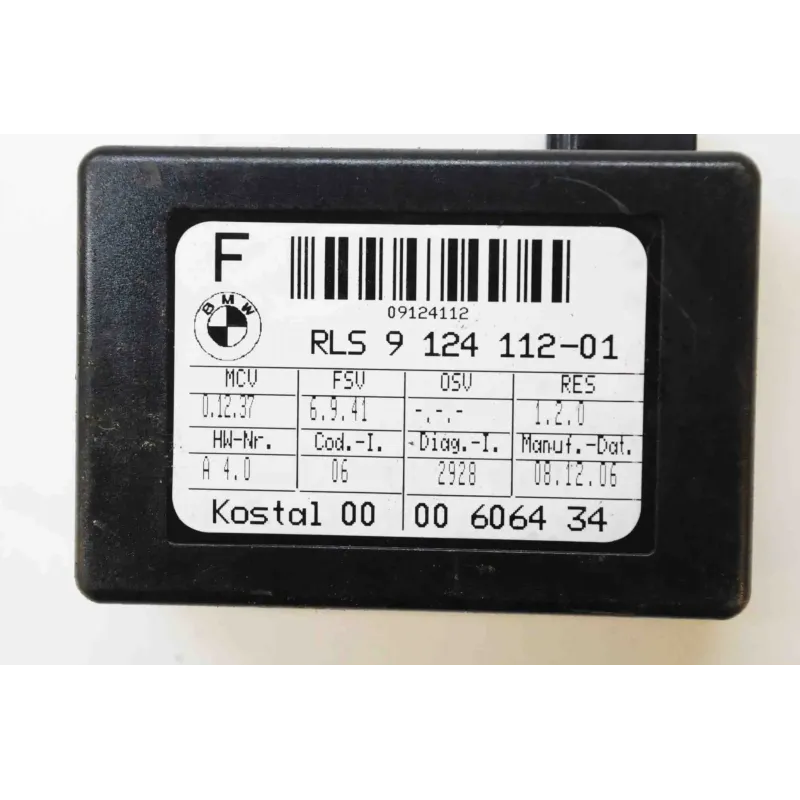 F
BMW
09124112
RLS 9 124 112-01
MCV FSV OSV RES
0.12.37 6.9.41 -.-.- 1.2.0
HW-Nr. Cod.-I. Diag.-I. Manuf.-Dat.
A 4.0 06 2928 08.12.06
Kostal 00 00 6064 34